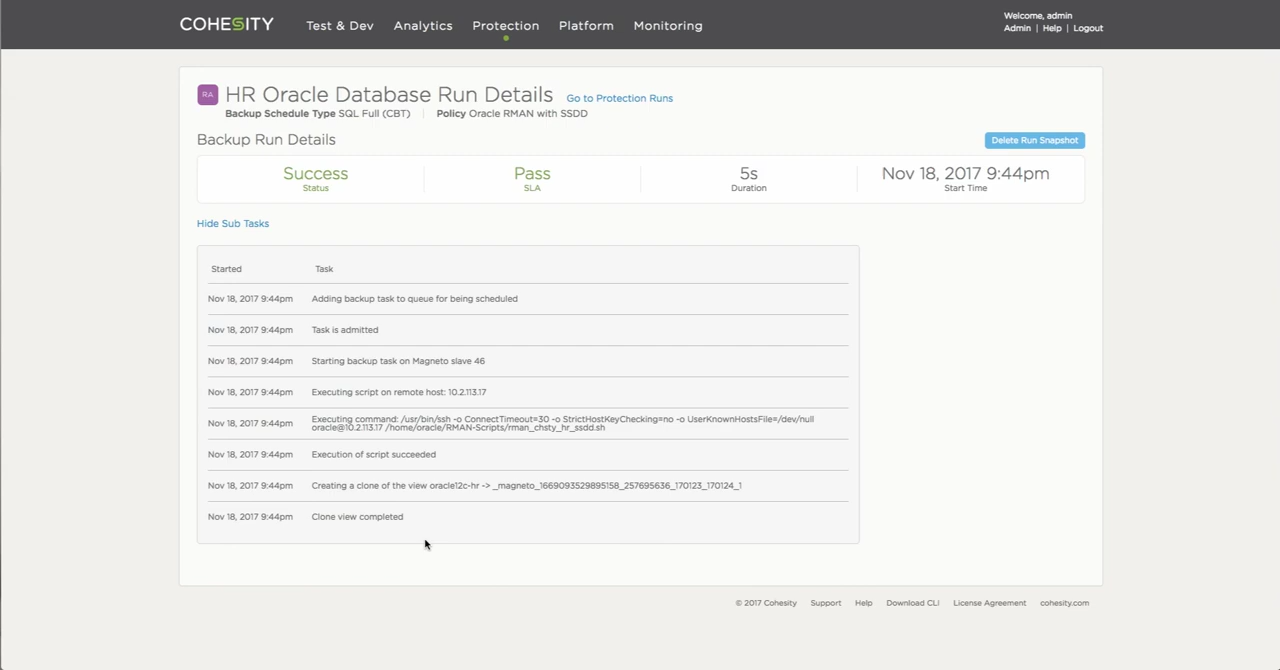 COHESITY
Test & Dev Analytics Protection Platform Monitoring
Welcome, admin
Admin | Help | Logout
RA
HR Oracle Database Run Details Go to Protection Runs
Backup Schedule Type SQL Full (CBT) Policy Oracle RMAN with SSDD
Backup Run Details
Delete Run Snapshot
Success Pass 5s Nov 18, 2017 9:44pm
Status SLA Duration Start Time
Hide Sub Tasks
Started Task
Nov 18, 2017 9:44pm Adding backup task to queue for being scheduled
Nov 18, 2017 9:44pm Task is admitted
Nov 18, 2017 9:44pm Starting backup task on Magneto slave 46
Nov 18, 2017 9:44pm Executing script on remote host: 10.2.113.17
Nov 18, 2017 9:44pm Executing command: /usr/bin/ssh -o ConnectTimeout=30 -o StrictHostKeyChecking=no -o UserKnownHostsFile=/dev/null
oracle@10.2.113.17 /home/oracle/RMAN-Scripts/rman_chsty_hr_ssdd.sh
Nov 18, 2017 9:44pm Execution of script succeeded
Nov 18, 2017 9:44pm Creating a clone of the view oracle12c-hr -> _magneto_1669093529895158_257695636_170123_170124_1
Nov 18, 2017 9:44pm Clone view completed
© 2017 Cohesity Support Help Download CLI License Agreement cohesity.com